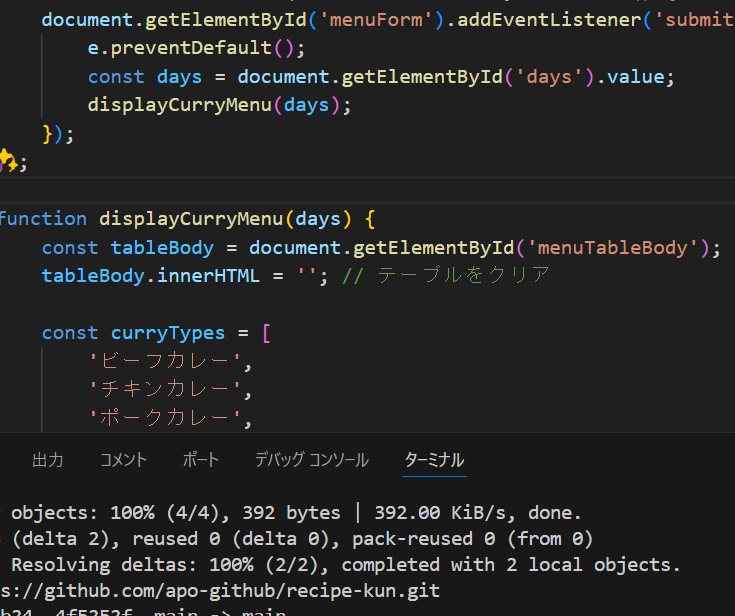 document.getElementById('menuForm').addEventListener('submit
e.preventDefault();
const days = document.getElementById('days').value;
displayCurryMenu(days);
});
};
function displayCurryMenu(days) {
const tableBody = document.getElementById('menuTableBody');
tableBody.innerHTML = ''; // テーブルをクリア
const curryTypes = [
'ビーフカレー',
'チキンカレー',
'ポークカレー',
出力 コメント ポート デバッグ コンソール ターミナル
objects: 100% (4/4), 392 bytes | 392.00 KiB/s, done.
(delta 2), reused 0 (delta 0), pack-reused 0 (from 0)
Resolving deltas: 100% (2/2), completed with 2 local objects.
s://github.com/apo-github/recipe-kun.git
main -> main